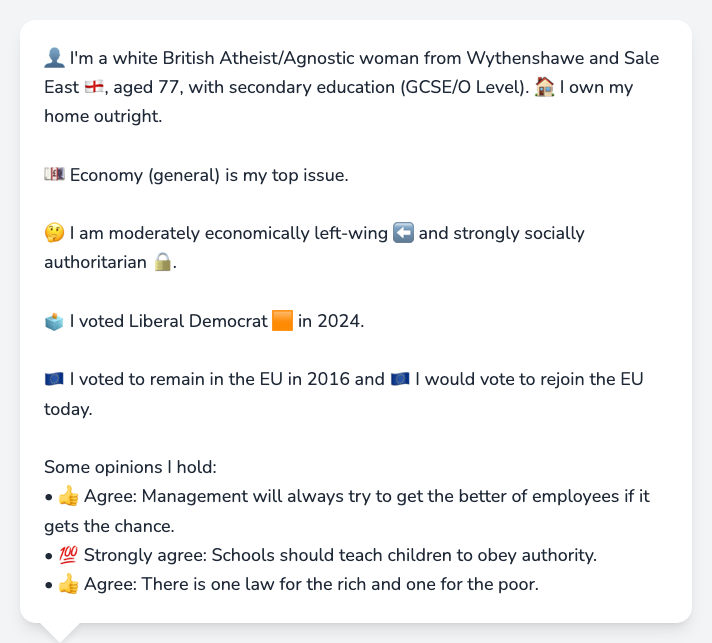 👤 I'm a white British Atheist/Agnostic woman from Wythenshawe and Sale
East 🏴󠁧󠁢󠁥󠁮󠁧󠁿, aged 77, with secondary education (GCSE/O Level). 🏠 I own my
home outright.
💷 Economy (general) is my top issue.
🤔 I am moderately economically left-wing ⬅️ and strongly socially
authoritarian 🔒.
🗳️ I voted Liberal Democrat 🟧 in 2024.
🇪🇺 I voted to remain in the EU in 2016 and 🇪🇺 I would vote to rejoin the EU
today.
Some opinions I hold:
• 👍 Agree: Management will always try to get the better of employees if it
gets the chance.
• 💯 Strongly agree: Schools should teach children to obey authority.
• 👍 Agree: There is one law for the rich and one for the poor.